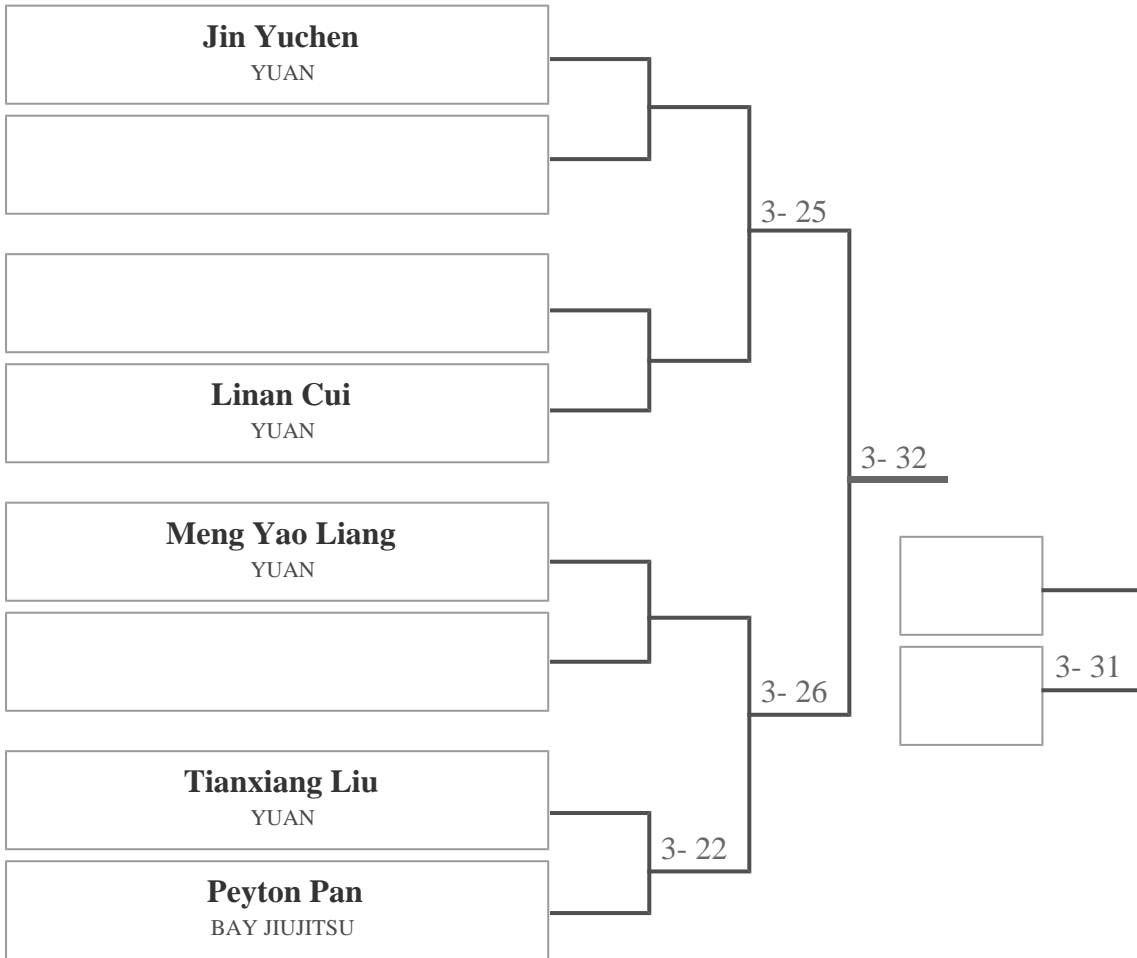 Jin Yuchen
YUAN
3- 25
Linan Cui
YUAN
3- 32
Meng Yao Liang
YUAN
3- 31
3- 26
Tianxiang Liu
YUAN
3- 22
Peyton Pan
BAY JIUJITSU